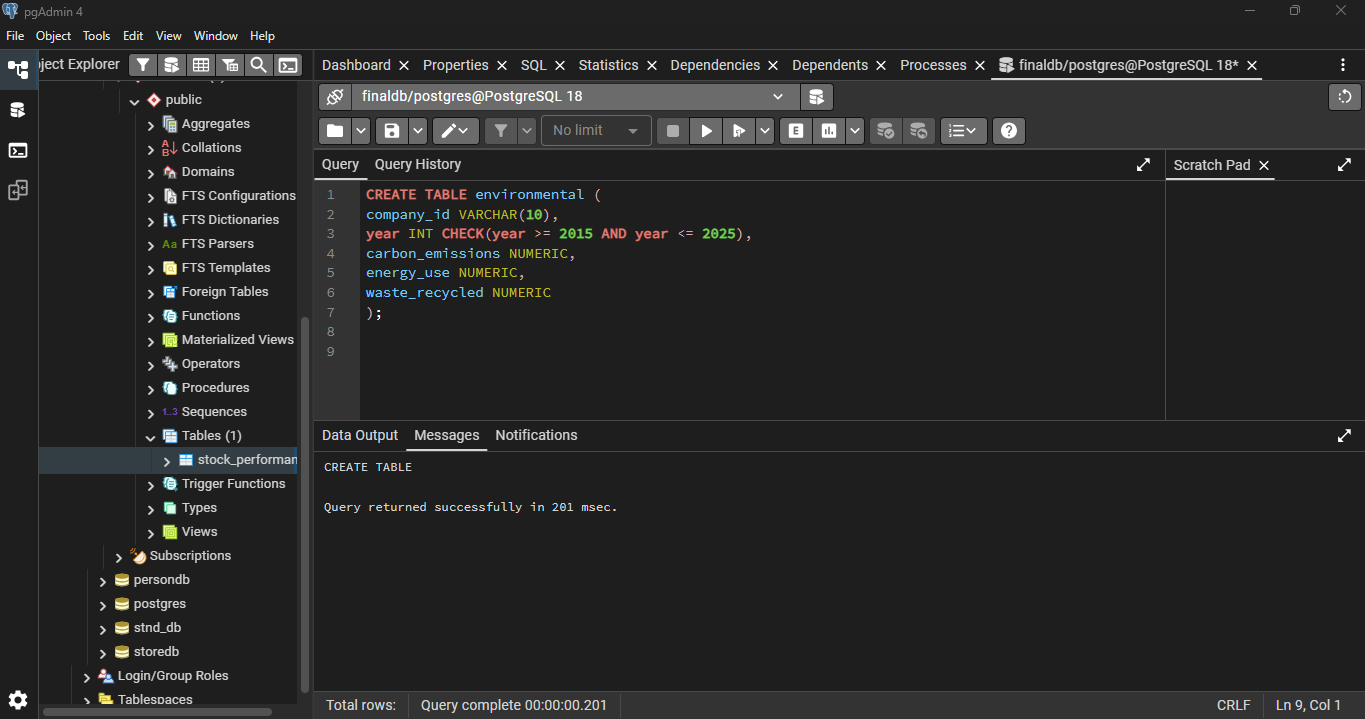 pgAdmin 4
File Object Tools Edit View Window Help
ject Explorer
public
Aggregates
Collations
Domains
FTS Configurations
FTS Dictionaries
Aa FTS Parsers
FTS Templates
Foreign Tables
Functions
Materialized Views
Operators
Procedures
1..3 Sequences
Tables (1)
stock_performan
Trigger Functions
Types
Views
Subscriptions
persondb
postgres
stnd_db
storedb
Login/Group Roles
Tablespaces
Dashboard Properties SQL Statistics Dependencies Dependents Processes finaldb/postgres@PostgreSQL 18*
finaldb/postgres@PostgreSQL 18
No limit E
Query Query History
Scratch Pad
1 CREATE TABLE environmental (
2 company_id VARCHAR(10),
3 year INT CHECK(year >= 2015 AND year <= 2025),
4 carbon_emissions NUMERIC,
5 energy_use NUMERIC,
6 waste_recycled NUMERIC
7 );
8
9
Data Output Messages Notifications
CREATE TABLE
Query returned successfully in 201 msec.
Total rows: Query complete 00:00:00.201 CRLF Ln 9, Col 1